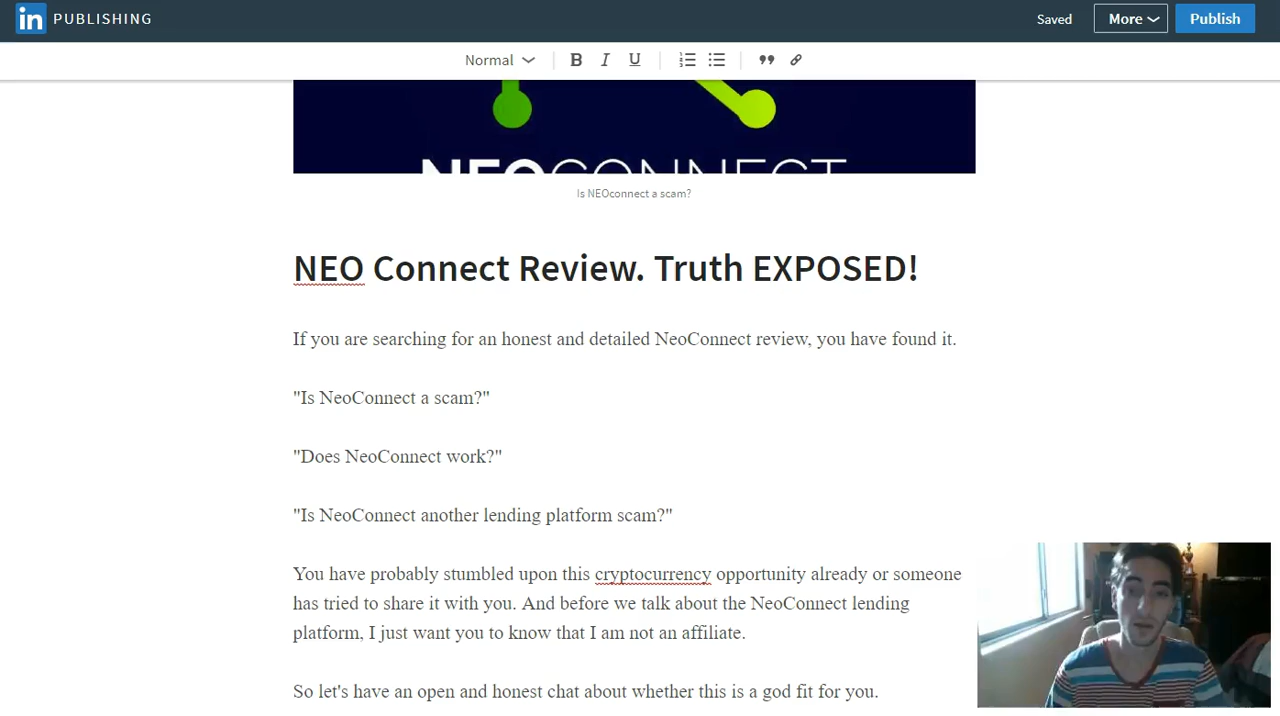 in PUBLISHING
Saved
More
Publish
Normal
B I U
NEOCONNECT
Is NEOconnect a scam?
NEO Connect Review. Truth EXPOSED!
If you are searching for an honest and detailed NeoConnect review, you have found it.
"Is NeoConnect a scam?"
"Does NeoConnect work?"
"Is NeoConnect another lending platform scam?"
You have probably stumbled upon this cryptocurrency opportunity already or someone
has tried to share it with you. And before we talk about the NeoConnect lending
platform, I just want you to know that I am not an affiliate.
So let's have an open and honest chat about whether this is a god fit for you.